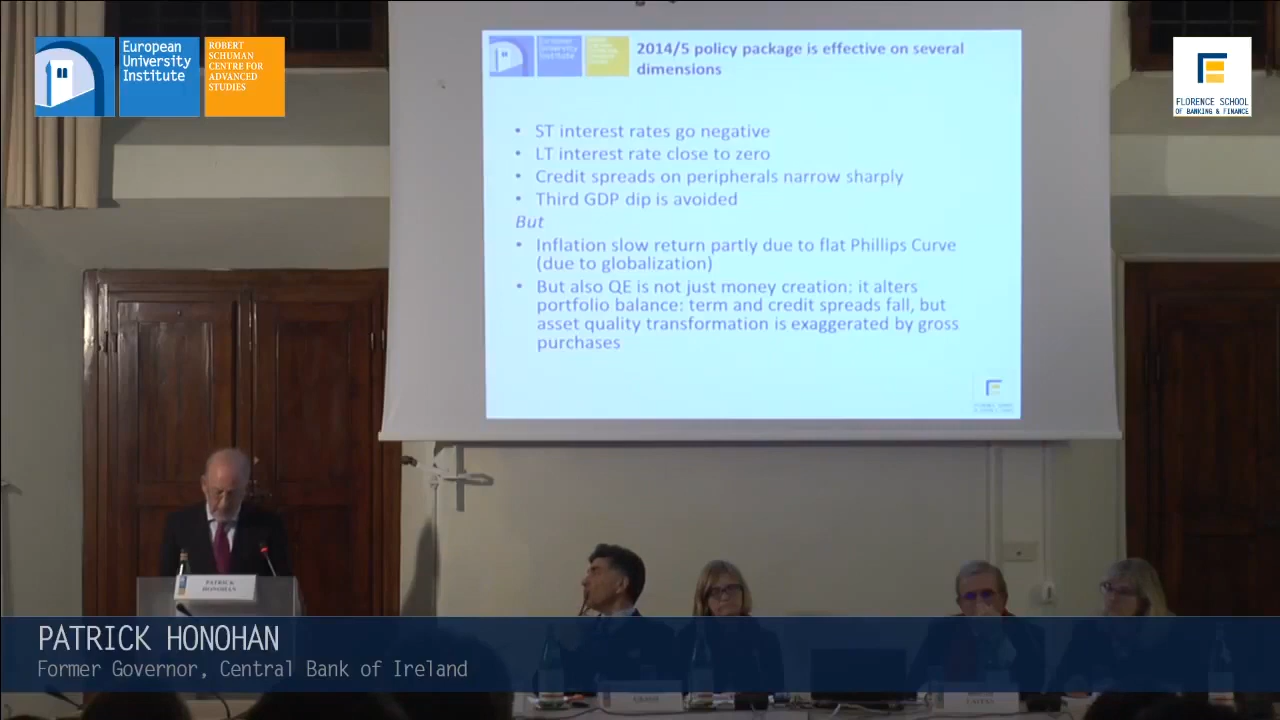 European
University
Institute
ROBERT
SCHUMAN
CENTRE FOR
ADVANCED
STUDIES
FLORENCE SCHOOL
OF BANKING & FINANCE
European
University
Institute
2014/5 policy package is effective on several
dimensions
• ST interest rates go negative
• LT interest rate close to zero
• Credit spreads on peripherals narrow sharply
• Third GDP dip is avoided
But
• Inflation slow return partly due to flat Phillips Curve
(due to globalization)
• But also QE is not just money creation: it alters
portfolio balance: term and credit spreads fall, but
asset quality transformation is exaggerated by gross
purchases
PATRICK
HONOHAN
PATRICK HONOHAN
Former Governor, Central Bank of Ireland